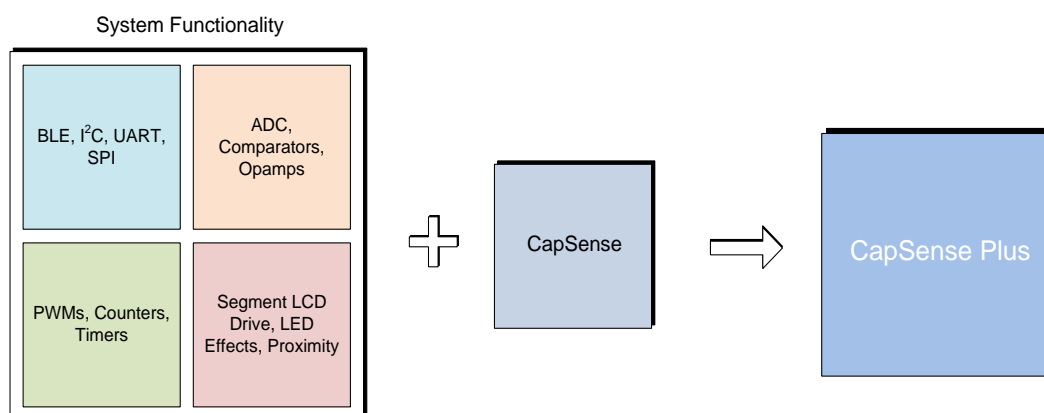 System Functionality
BLE, I²C, UART,
SPI
ADC,
Comparators,
Opamps
PWMs, Counters,
Timers
Segment LCD
Drive, LED
Effects, Proximity
CapSense
CapSense Plus